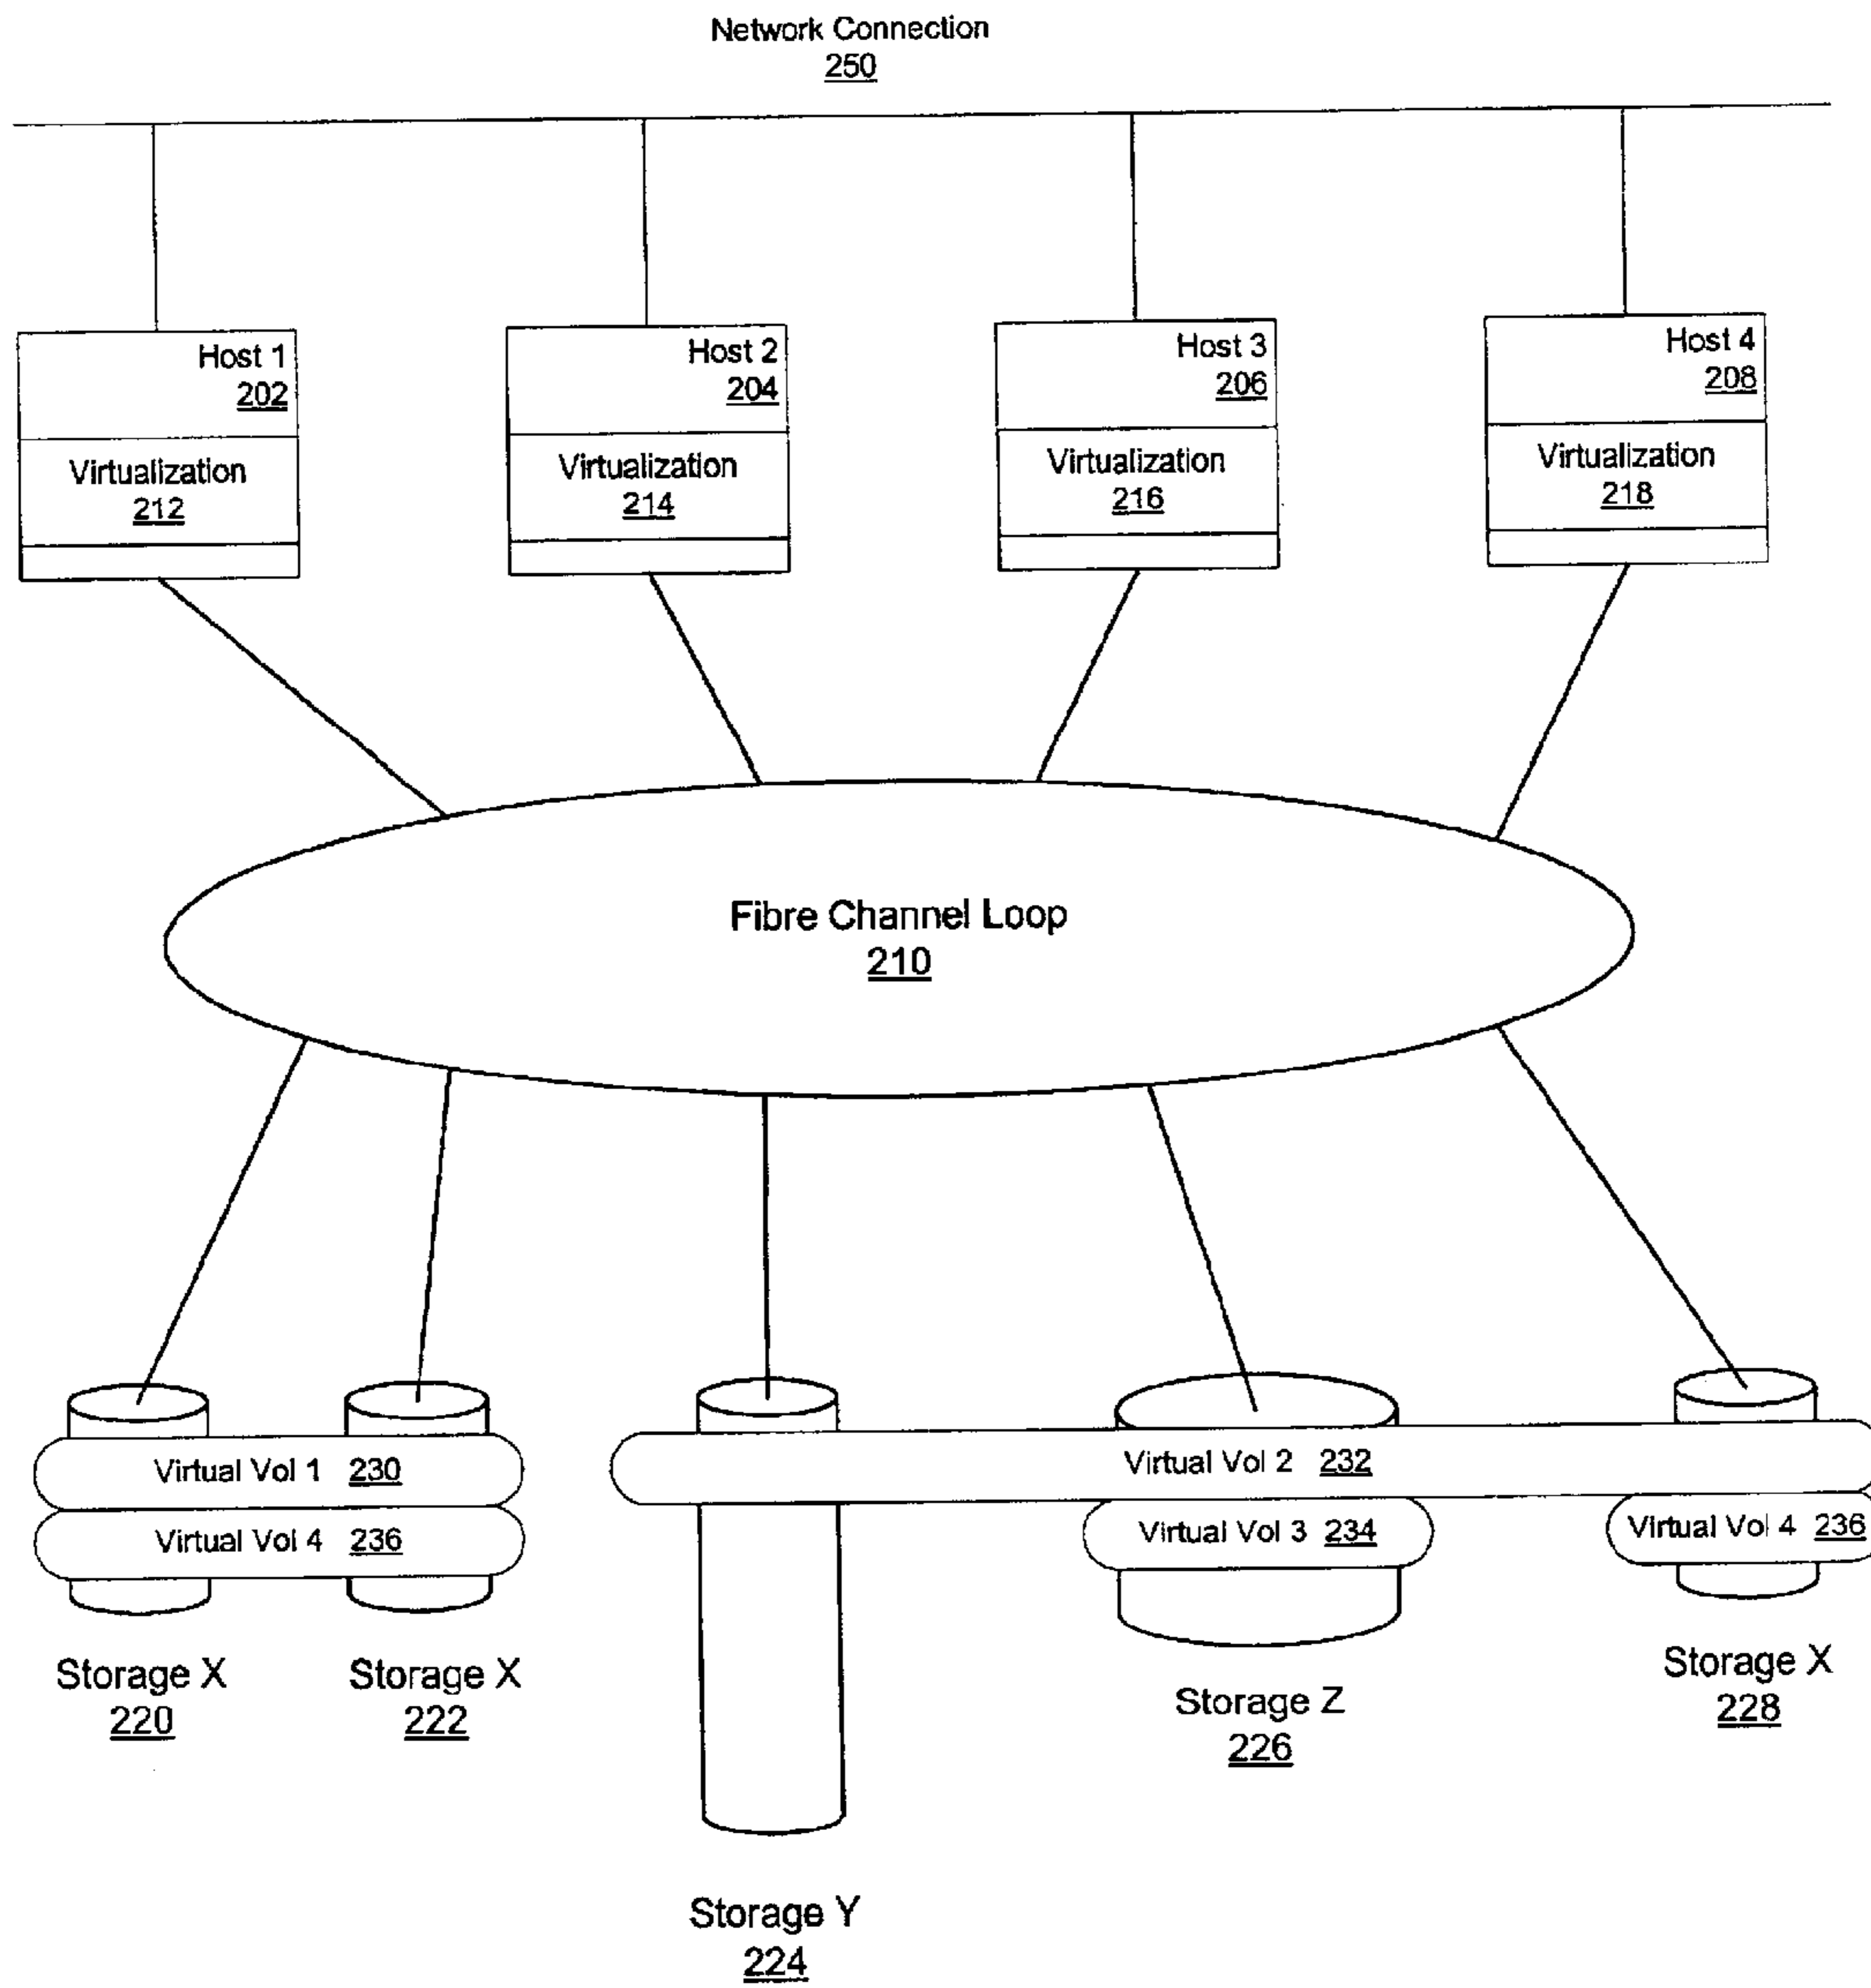 Network Connection
250
Host 1
202
Host 2
204
Host 3
206
Host 4
208
Virtualization
212
Virtualization
214
Virtualization
216
Virtualization
218
Fibre Channel Loop
210
Virtual Vol 1 230
Virtual Vol 2 232
Virtual Vol 4 236
Virtual Vol 3 234
Virtual Vol 4 236
Storage X
220
Storage X
222
Storage Z
226
Storage X
228
Storage Y
224